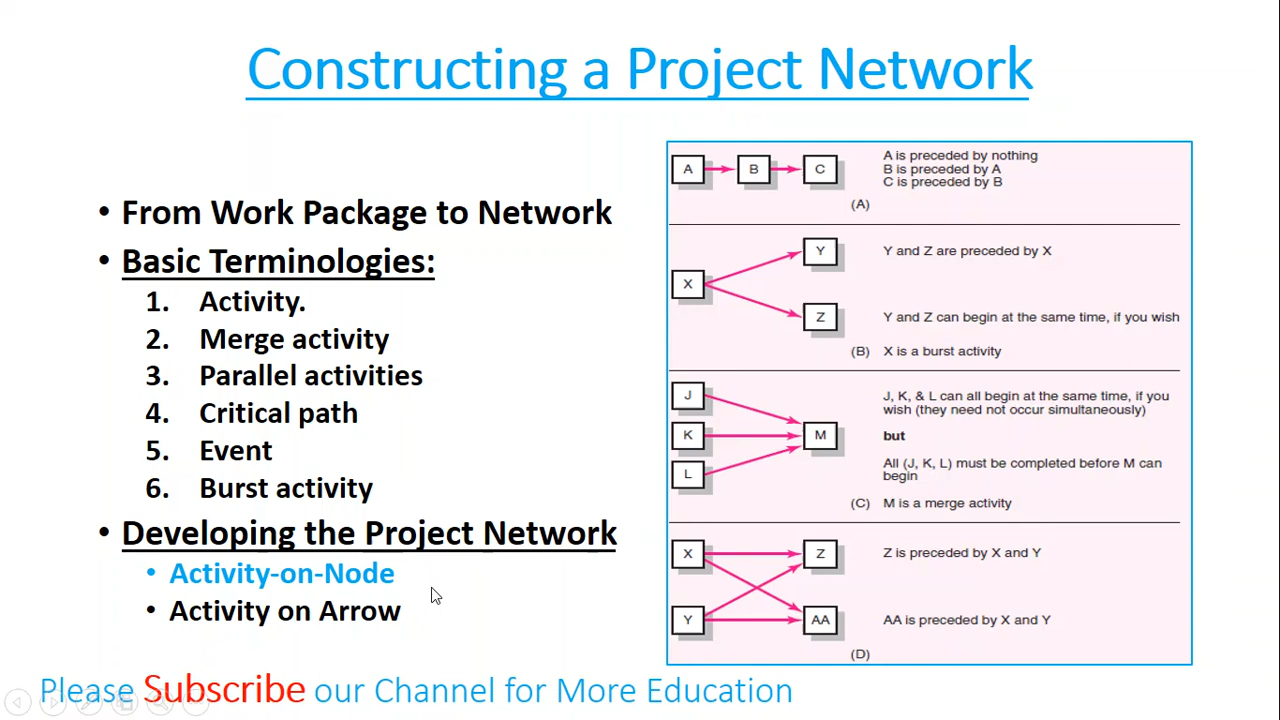 Constructing a Project Network
• From Work Package to Network
• Basic Terminologies:
1. Activity.
2. Merge activity
3. Parallel activities
4. Critical path
5. Event
6. Burst activity
• Developing the Project Network
• Activity-on-Node
• Activity on Arrow
A B C
A is preceded by nothing
B is preceded by A
C is preceded by B
(A)
Y
Y and Z are preceded by X
X
Z
Y and Z can begin at the same time, if you wish
(B) X is a burst activity
J
J, K, & L can all begin at the same time, if you
wish (they need not occur simultaneously)
K M
but
L
All (J, K, L) must be completed before M can
begin
(C) M is a merge activity
X Z
Z is preceded by X and Y
Y AA
AA is preceded by X and Y
(D)
Please Subscribe our Channel for More Education